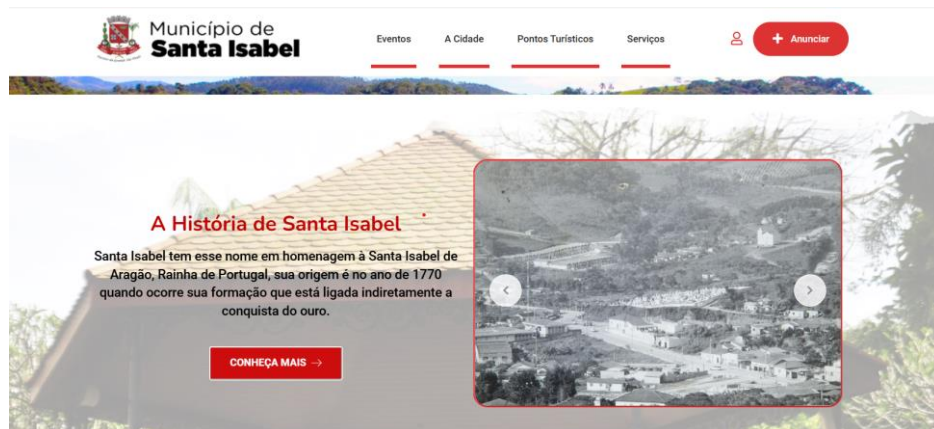 Município de
Santa Isabel
Eventos
A Cidade
Pontos Turísticos
Serviços
+ Anunciar
A História de Santa Isabel
Santa Isabel tem esse nome em homenagem à Santa Isabel de
Aragão, Rainha de Portugal, sua origem é no ano de 1770
quando ocorre sua formação que está ligada indiretamente a
conquista do ouro.
CONHEÇA MAIS →